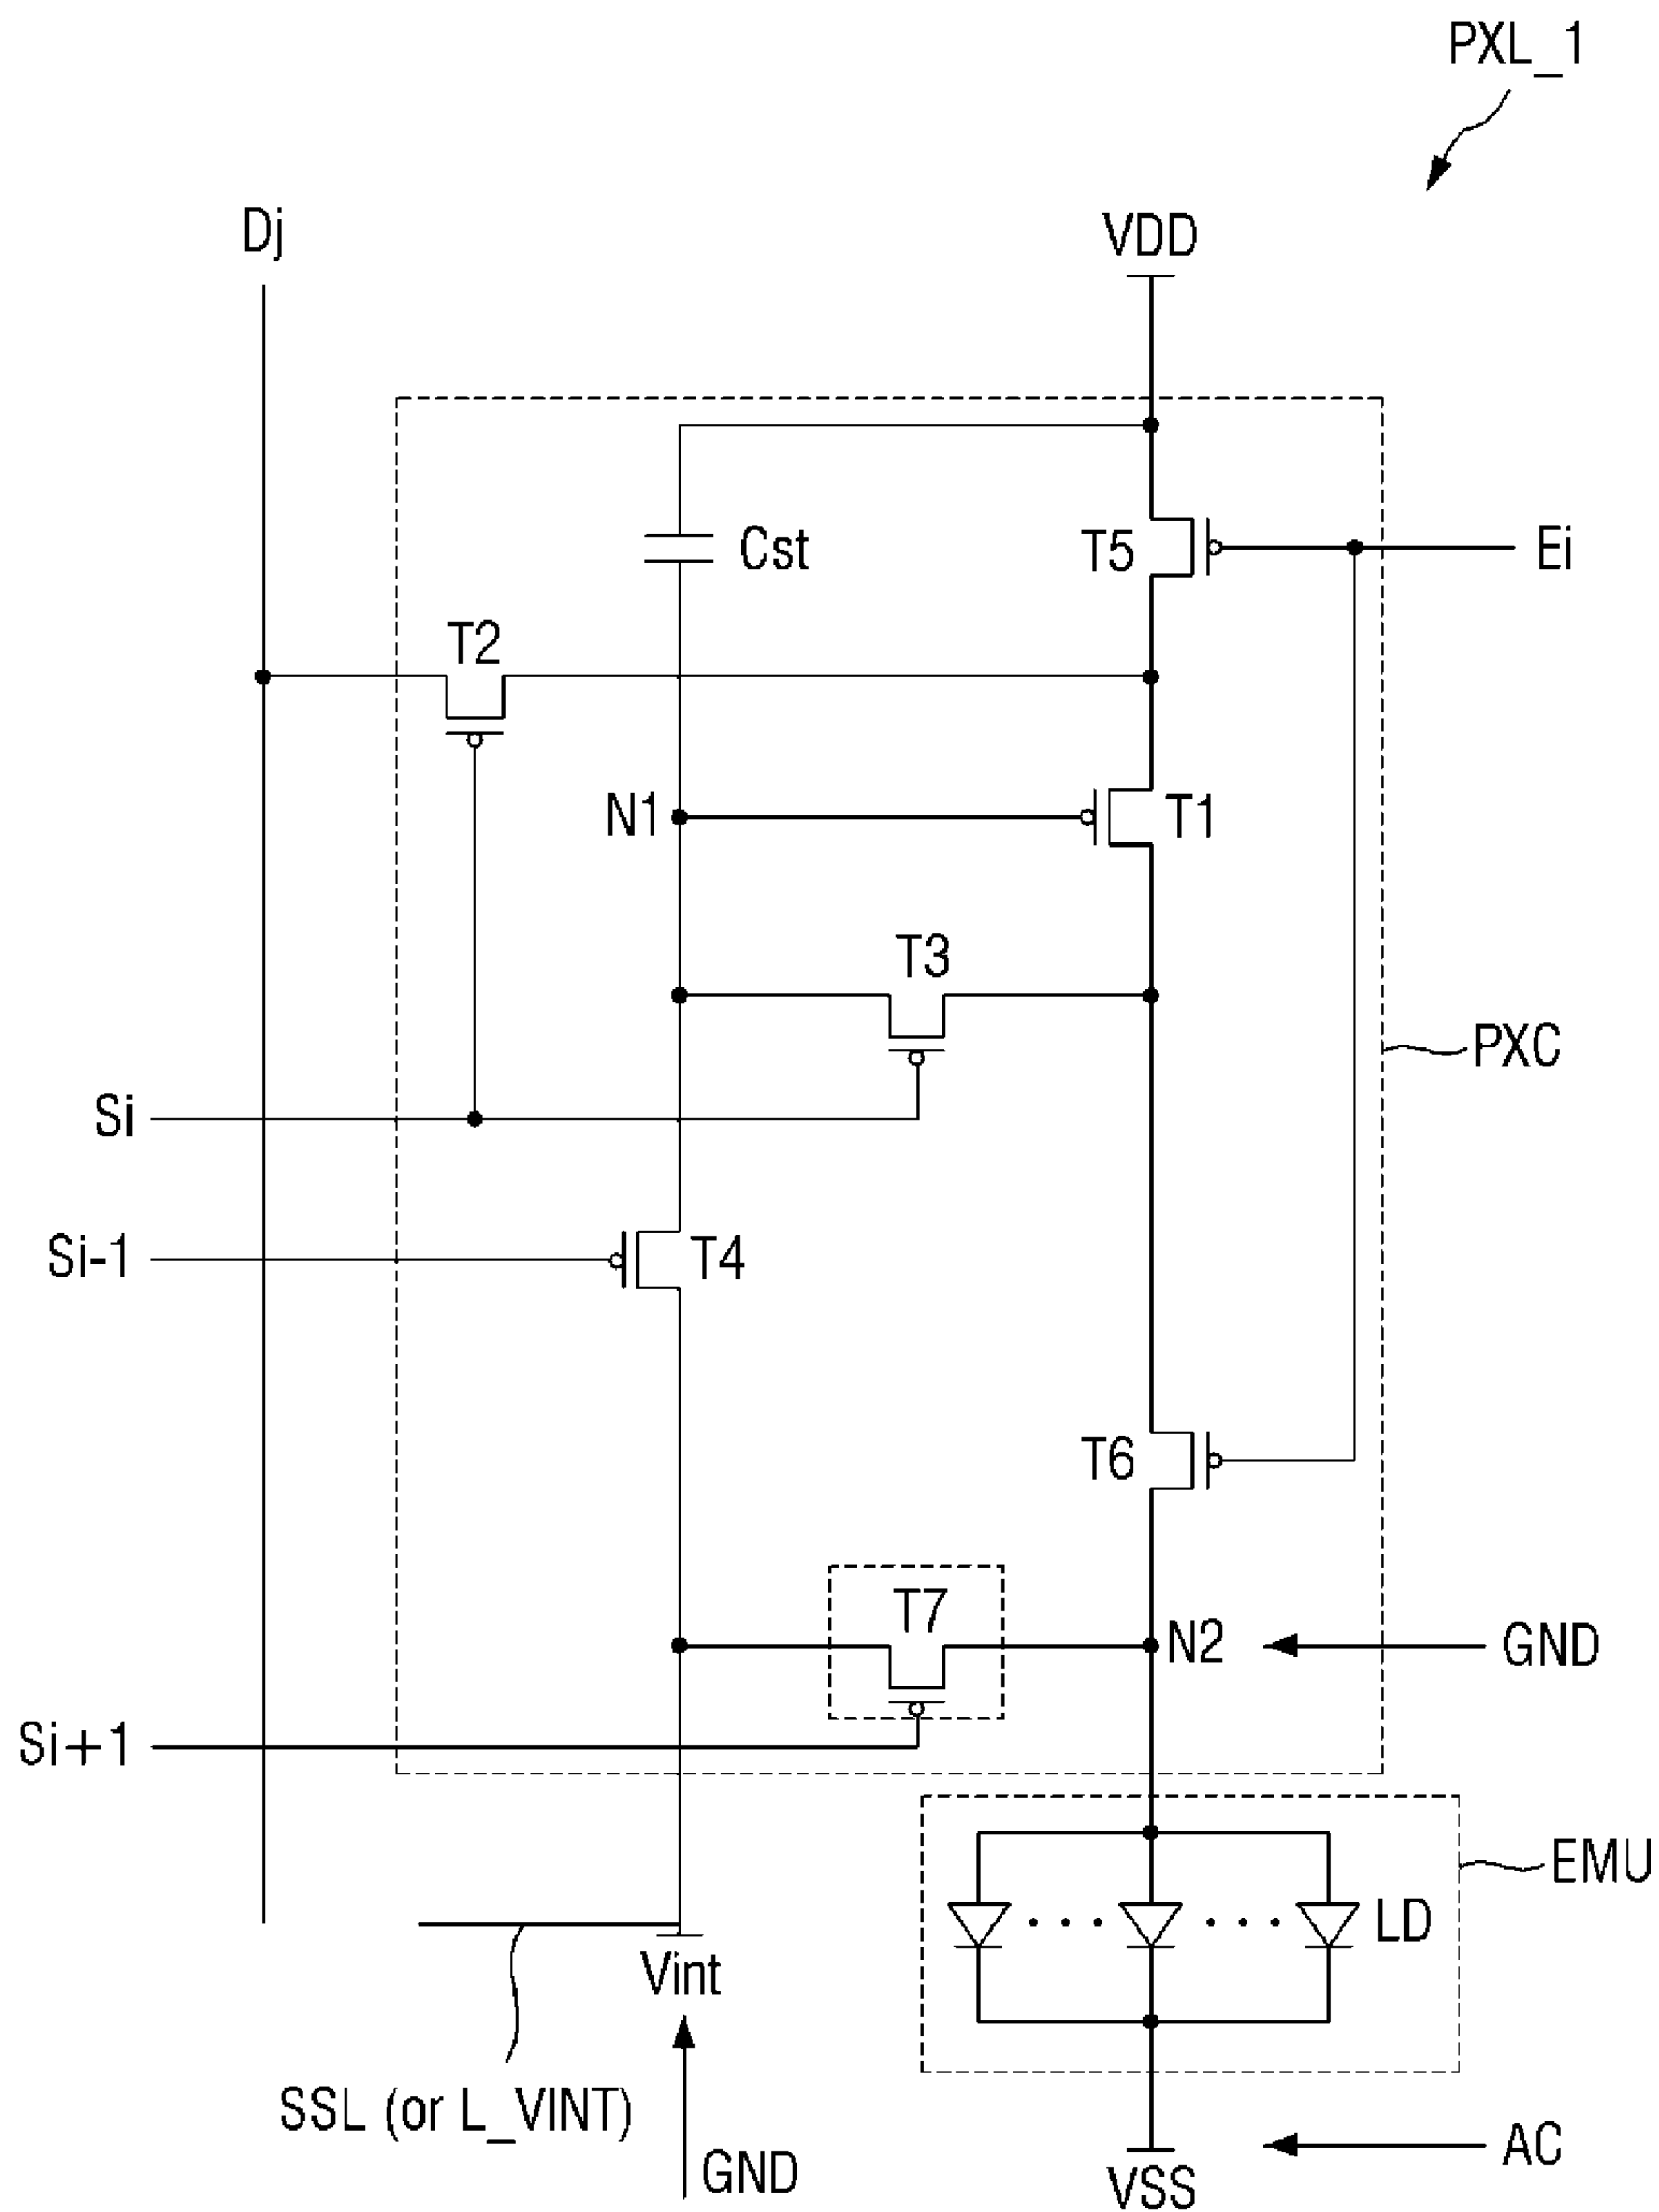 PXL_1
Dj
VDD
Cst
T5
Ei
T2
N1
T1
T3
PXC
Si
Si-1
T4
T6
T7
N2
GND
Si+1
EMU
LD
Vint
SSL (or L_VINT)
GND
AC
VSS